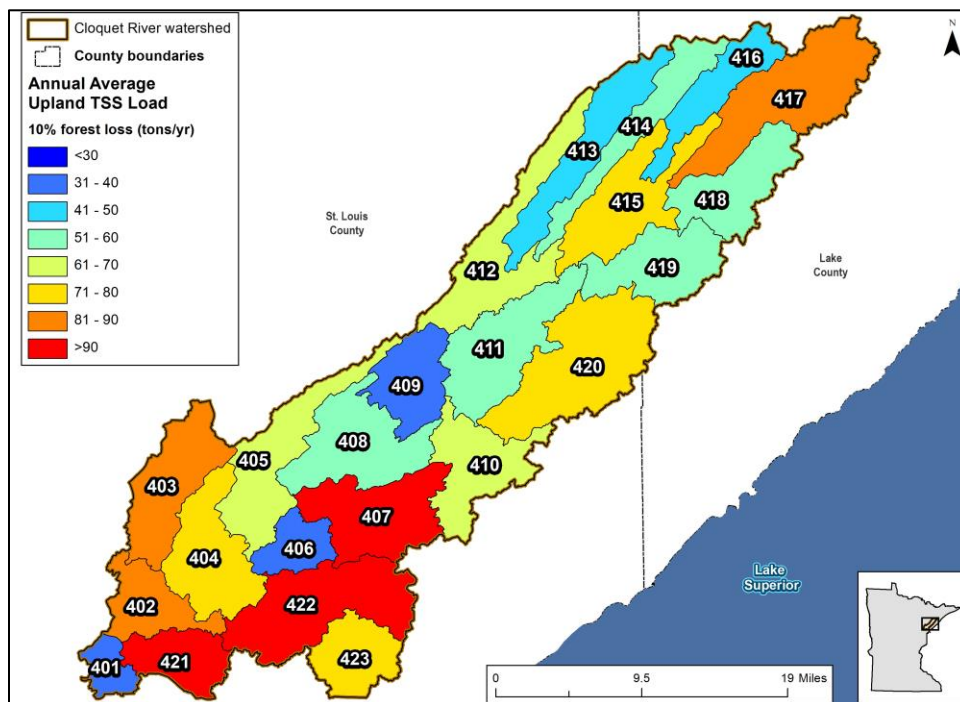 Cloquet River watershed
County boundaries
Annual Average
Upland TSS Load
10% forest loss (tons/yr)
<30
31 - 40
41 - 50
51 - 60
61 - 70
71 - 80
81 - 90
>90
N
416
417
414
413
415
418
St. Louis
County
412
419
Lake
County
411
420
409
408
405
410
403
407
406
404
422
402
423
401
421
Lake
Superior
0
9.5
19 Miles